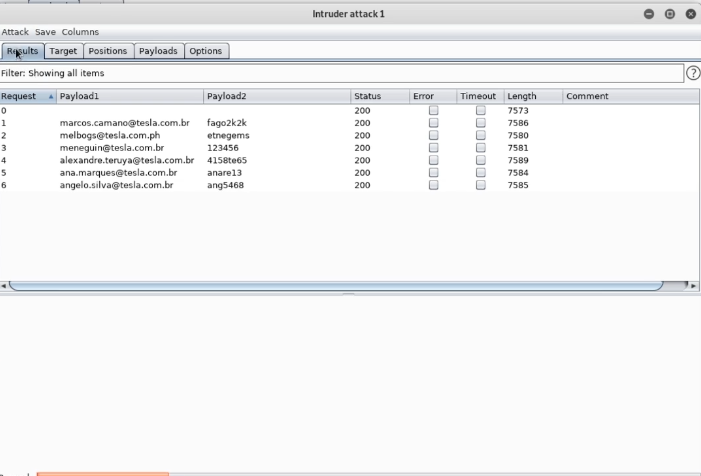 Intruder attack 1
Attack Save Columns
Results Target Positions Payloads Options
Filter: Showing all items ?
Request Payload1 Payload2 Status Error Timeout Length Comment
0 200 7573
1 marcos.camano@tesla.com.br fago2k2k 200 7586
2 melbogs@tesla.com.ph etnegems 200 7580
3 meneguin@tesla.com.br 123456 200 7581
4 alexandre.teruya@tesla.com.br 4158te65 200 7589
5 ana.marques@tesla.com.br anare13 200 7584
6 angelo.silva@tesla.com.br ang5468 200 7585